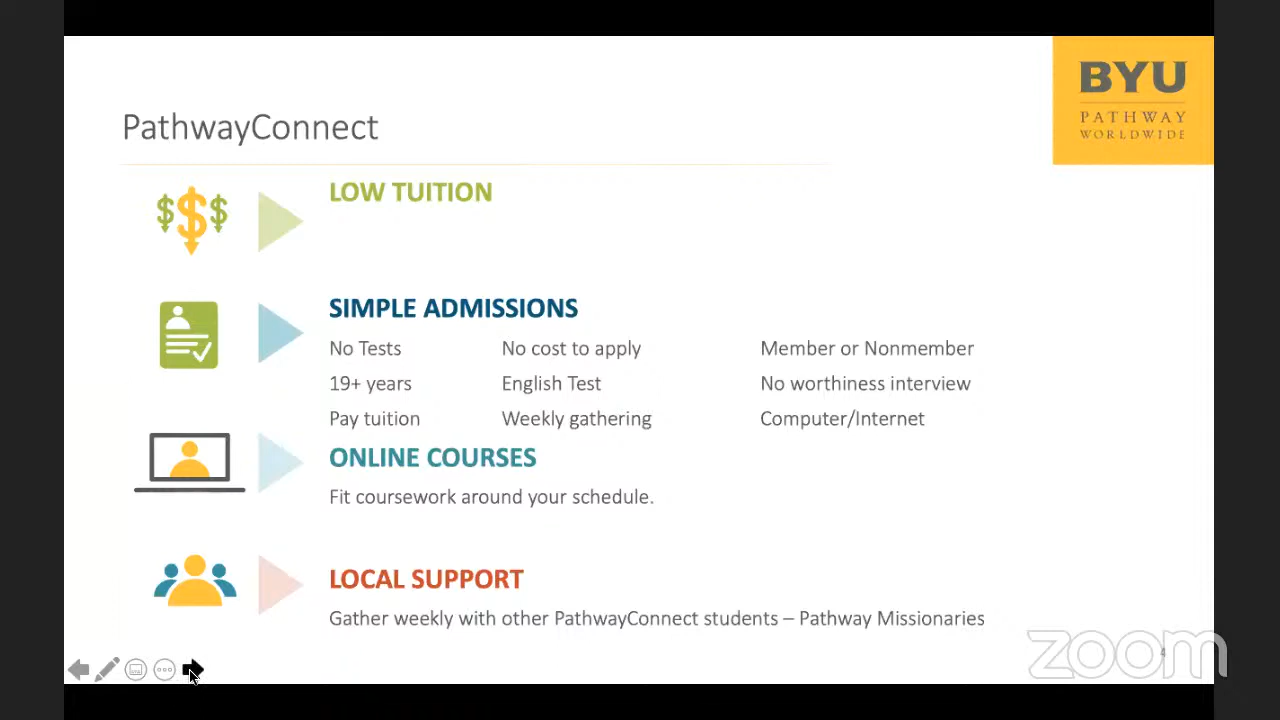 BYU
PATHWAY
WORLDWIDE
PathwayConnect
$$$
LOW TUITION
SIMPLE ADMISSIONS
No Tests No cost to apply Member or Nonmember
19+ years English Test No worthiness interview
Pay tuition Weekly gathering Computer/Internet
ONLINE COURSES
Fit coursework around your schedule.
LOCAL SUPPORT
Gather weekly with other PathwayConnect students – Pathway Missionaries
zoom